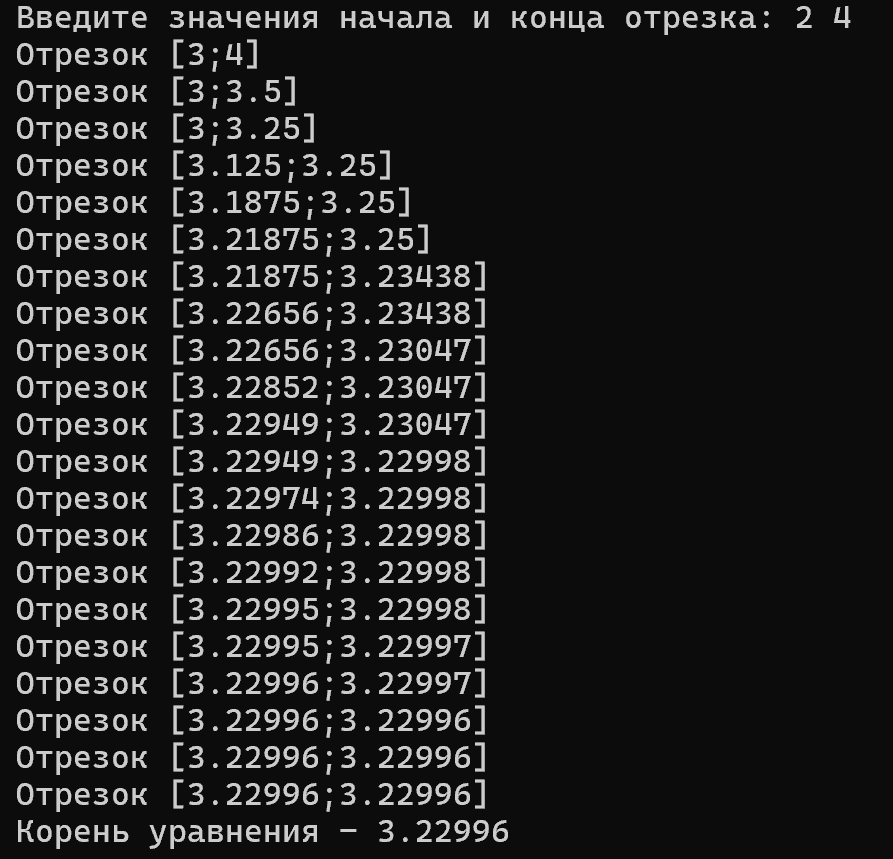 Введите значения начала и конца отрезка: 2 4
Отрезок [3;4]
Отрезок [3;3.5]
Отрезок [3;3.25]
Отрезок [3.125;3.25]
Отрезок [3.1875;3.25]
Отрезок [3.21875;3.25]
Отрезок [3.21875;3.23438]
Отрезок [3.22656;3.23438]
Отрезок [3.22656;3.23047]
Отрезок [3.22852;3.23047]
Отрезок [3.22949;3.23047]
Отрезок [3.22949;3.22998]
Отрезок [3.22974;3.22998]
Отрезок [3.22986;3.22998]
Отрезок [3.22992;3.22998]
Отрезок [3.22995;3.22998]
Отрезок [3.22995;3.22997]
Отрезок [3.22996;3.22997]
Отрезок [3.22996;3.22996]
Отрезок [3.22996;3.22996]
Отрезок [3.22996;3.22996]
Корень уравнения – 3.22996